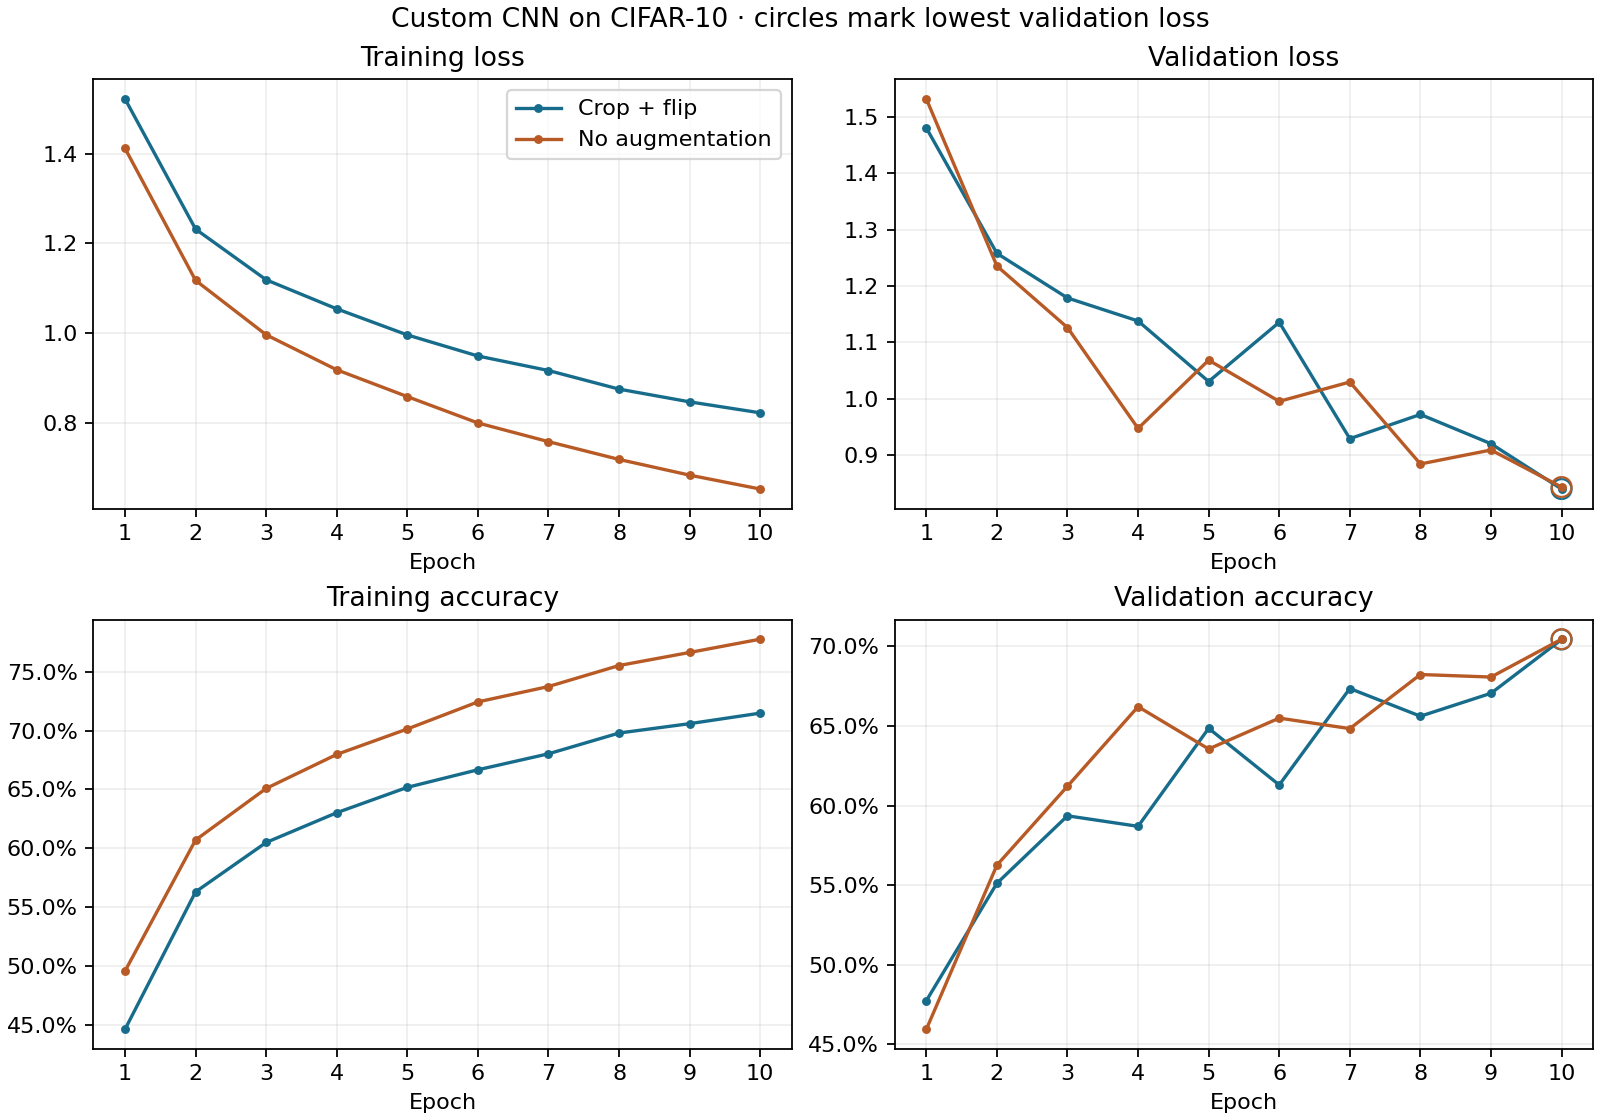 Custom CNN on CIFAR-10 · circles mark lowest validation loss
Training loss
Crop + flip
No augmentation
1.4
1.2
1.0
0.8
1 2 3 4 5 6 7 8 9 10
Epoch
Validation loss
1.5
1.4
1.3
1.2
1.1
1.0
0.9
1 2 3 4 5 6 7 8 9 10
Epoch
Training accuracy
75.0%
70.0%
65.0%
60.0%
55.0%
50.0%
45.0%
1 2 3 4 5 6 7 8 9 10
Epoch
Validation accuracy
70.0%
65.0%
60.0%
55.0%
50.0%
45.0%
1 2 3 4 5 6 7 8 9 10
Epoch